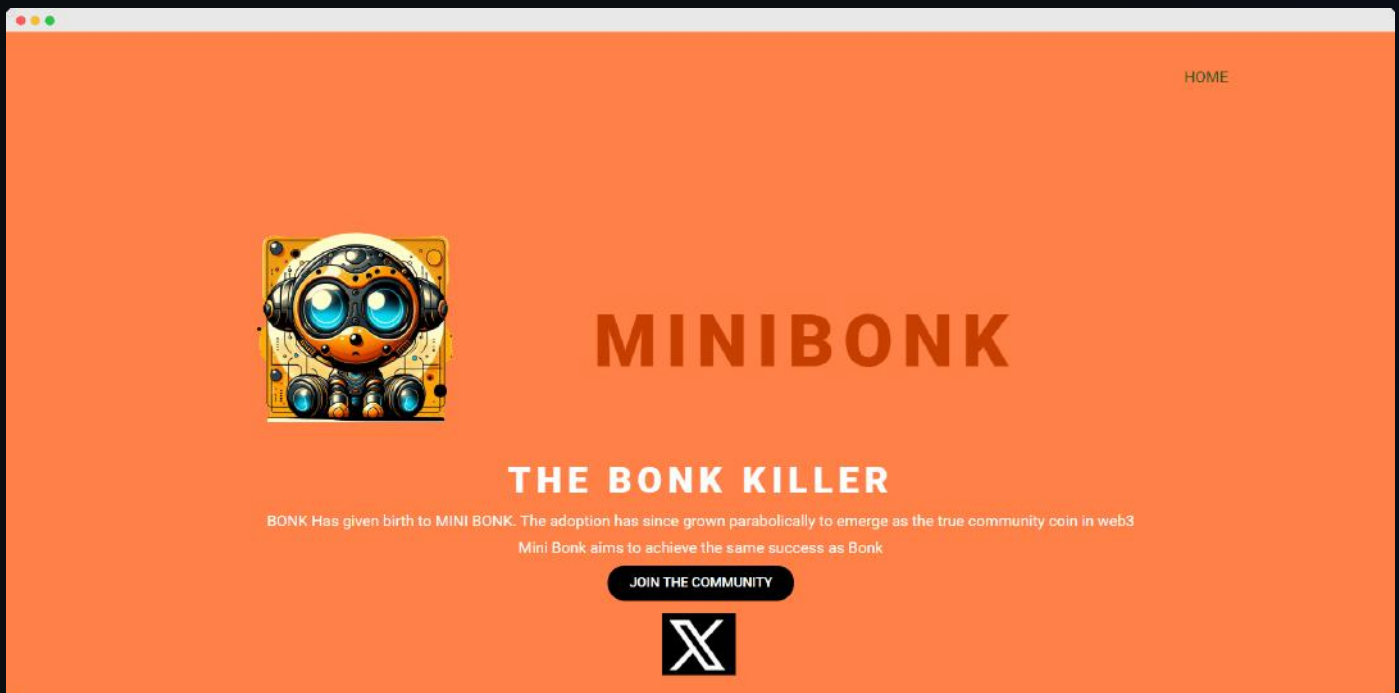 HOME
MINIBONK
THE BONK KILLER
BONK Has given birth to MINI BONK. The adoption has since grown parabolically to emerge as the true community coin in web3
Mini Bonk aims to achieve the same success as Bonk
JOIN THE COMMUNITY
X